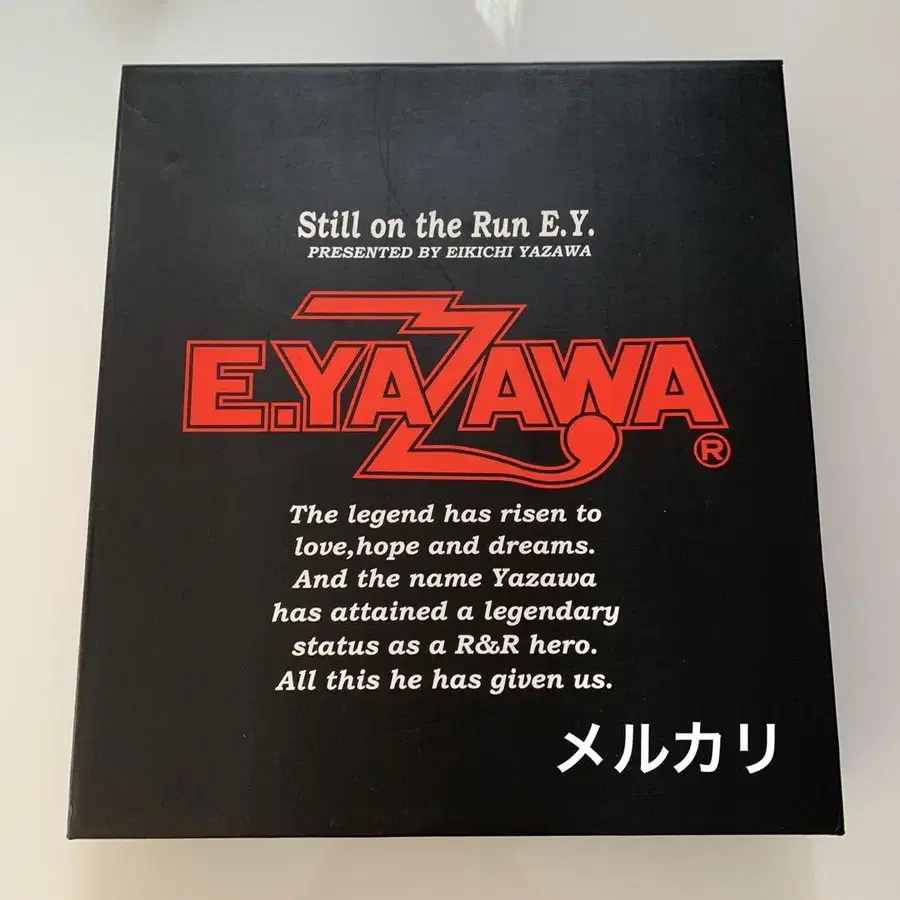 Still on the Run E.Y.
PRESENTED BY EIKICHI YAZAWA
E.YAZAWA
®
The legend has risen to
love,hope and dreams.
And the name Yazawa
has attained a legendary
status as a R&R hero.
All this he has given us.
メルカリ